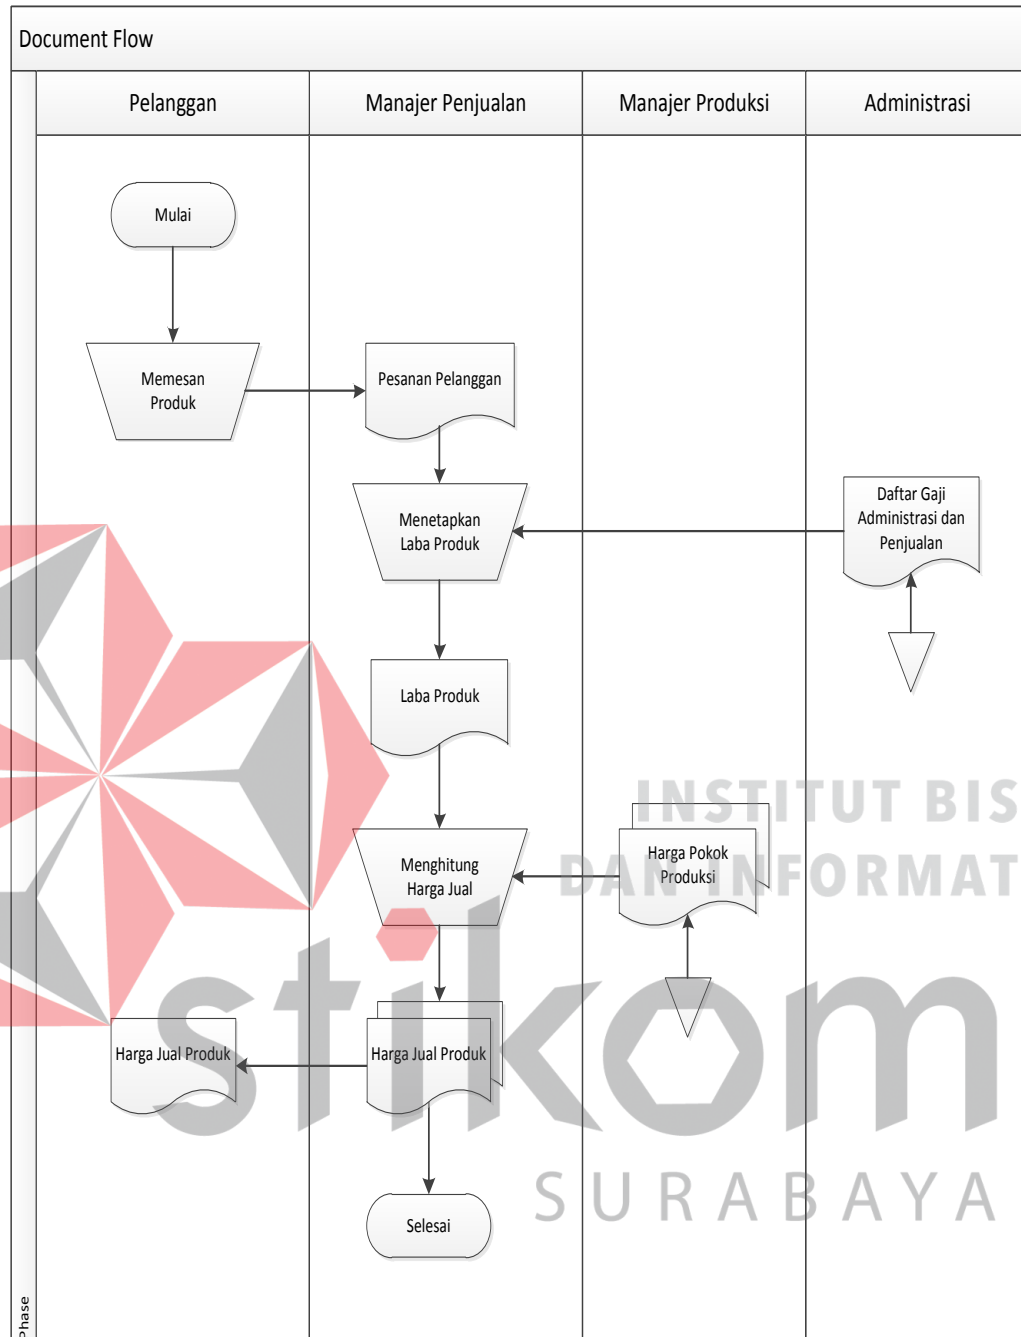 Document Flow
Pelanggan
Manajer Penjualan
Manajer Produksi
Administrasi
Mulai
Memesan
Produk
Pesanan Pelanggan
Menetapkan
Laba Produk
Daftar Gaji
Administrasi dan
Penjualan
Laba Produk
INSTITUT BIS
DAN INFORMAT
Menghitung
Harga Jual
Harga Pokok
Produksi
stikom
Harga Jual Produk
Harga Jual Produk
SURABAYA
Selesai
Phase